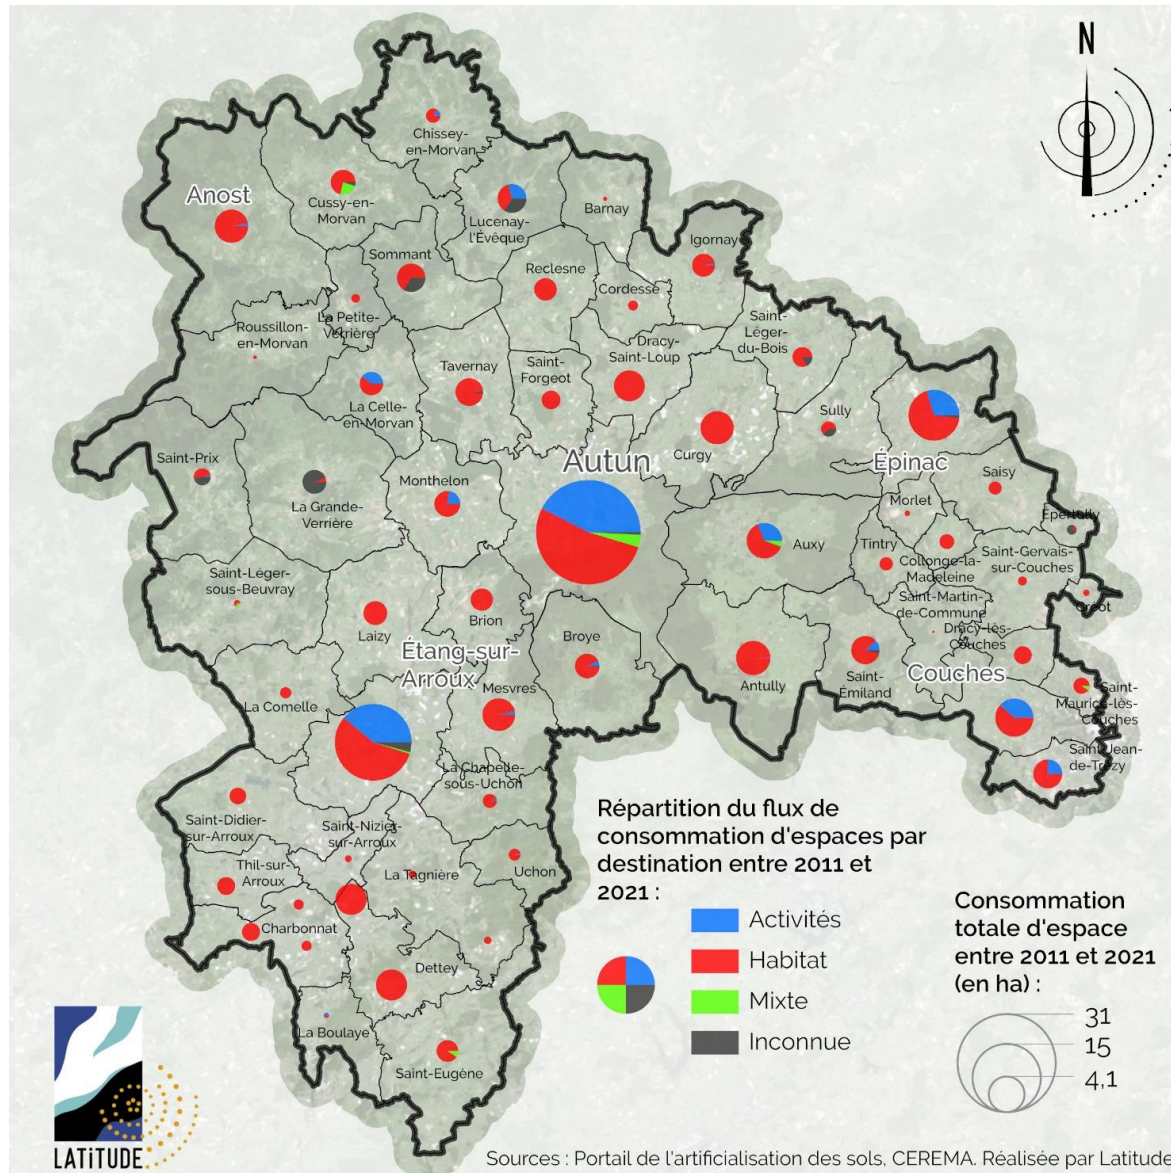 N
Chissey-
en-Morvan
Anost
Cussy-en-
Morvan
Lucenay-
l'Évêque
Barnay
Igornay
Sommant
Reclesne
Cordesse
La Petite-
Verrière
Roussillon-
en-Morvan
Saint-
Léger-
du-Bois
Dracy-
Saint-Loup
Tavernay
Saint-
Forgeot
La Celle-
en-Morvan
Sully
Curgy
Autun
Épinac
Saint-Prix
Monthelon
Saisy
La Grande-
Verrière
Morlet
Épertully
Auxy
Tintry
Collonge-la-
Madeleine
Saint-Gervais-
sur-Couches
Saint-Léger-
sous-Beuvray
Saint-Martin-
de-Commune
Créot
Brion
Laizy
Broye
Dracy-lès-
Couches
Étang-sur-
Arroux
Antully
Saint-
Émiland
Couches
Mesvres
La Comelle
Saint-
Maurice-lès-
Couches
Saint-Jean-
de-Trézy
La Chapelle-
sous-Uchon
Saint-Didier-
sur-Arroux
Saint-Nizier-
sur-Arroux
Uchon
Thil-sur-
Arroux
La Tagnière
Charbonnat
Dettey
La Boulaye
Saint-Eugène
Répartition du flux de
consommation d'espaces par
destination entre 2011 et
2021 :
Activités
Habitat
Mixte
Inconnue
Consommation
totale d'espace
entre 2011 et 2021
(en ha) :
31
15
4,1
LATiTUDE
Sources : Portail de l'artificialisation des sols, CEREMA. Réalisée par Latitude